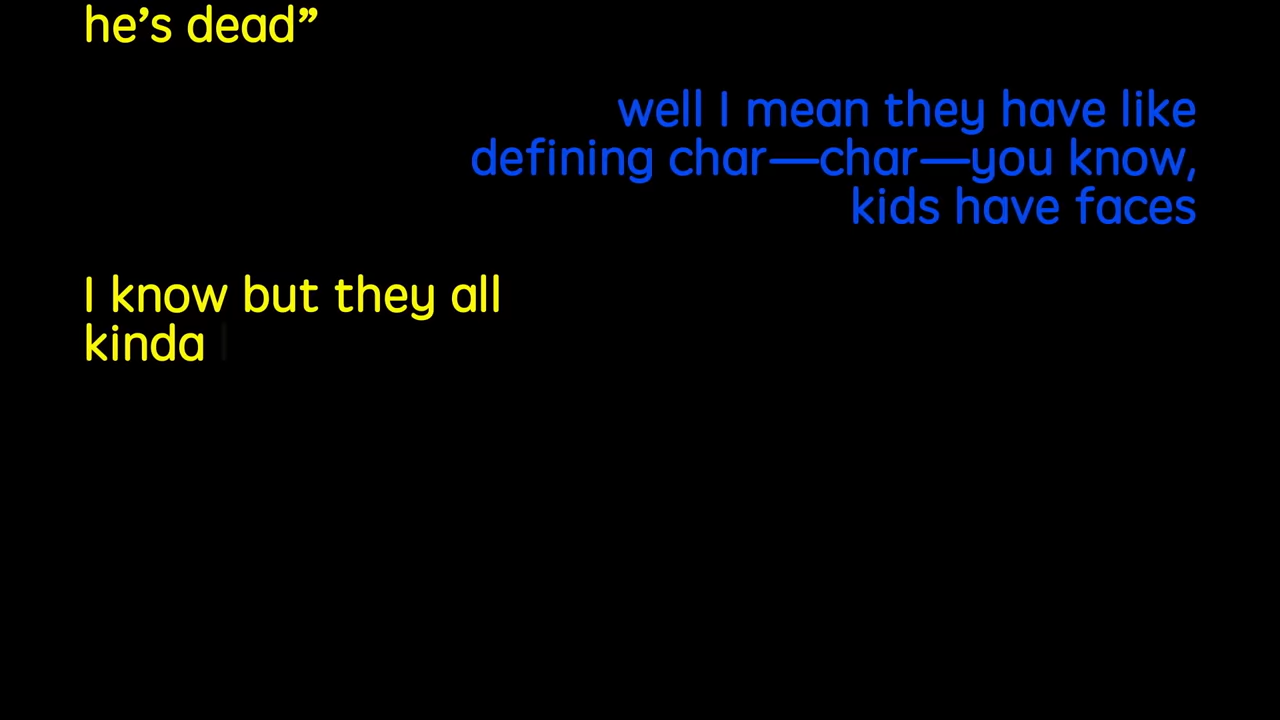 he’s dead”
well I mean they have like
defining char—char—you know,
kids have faces
I know but they all
kinda